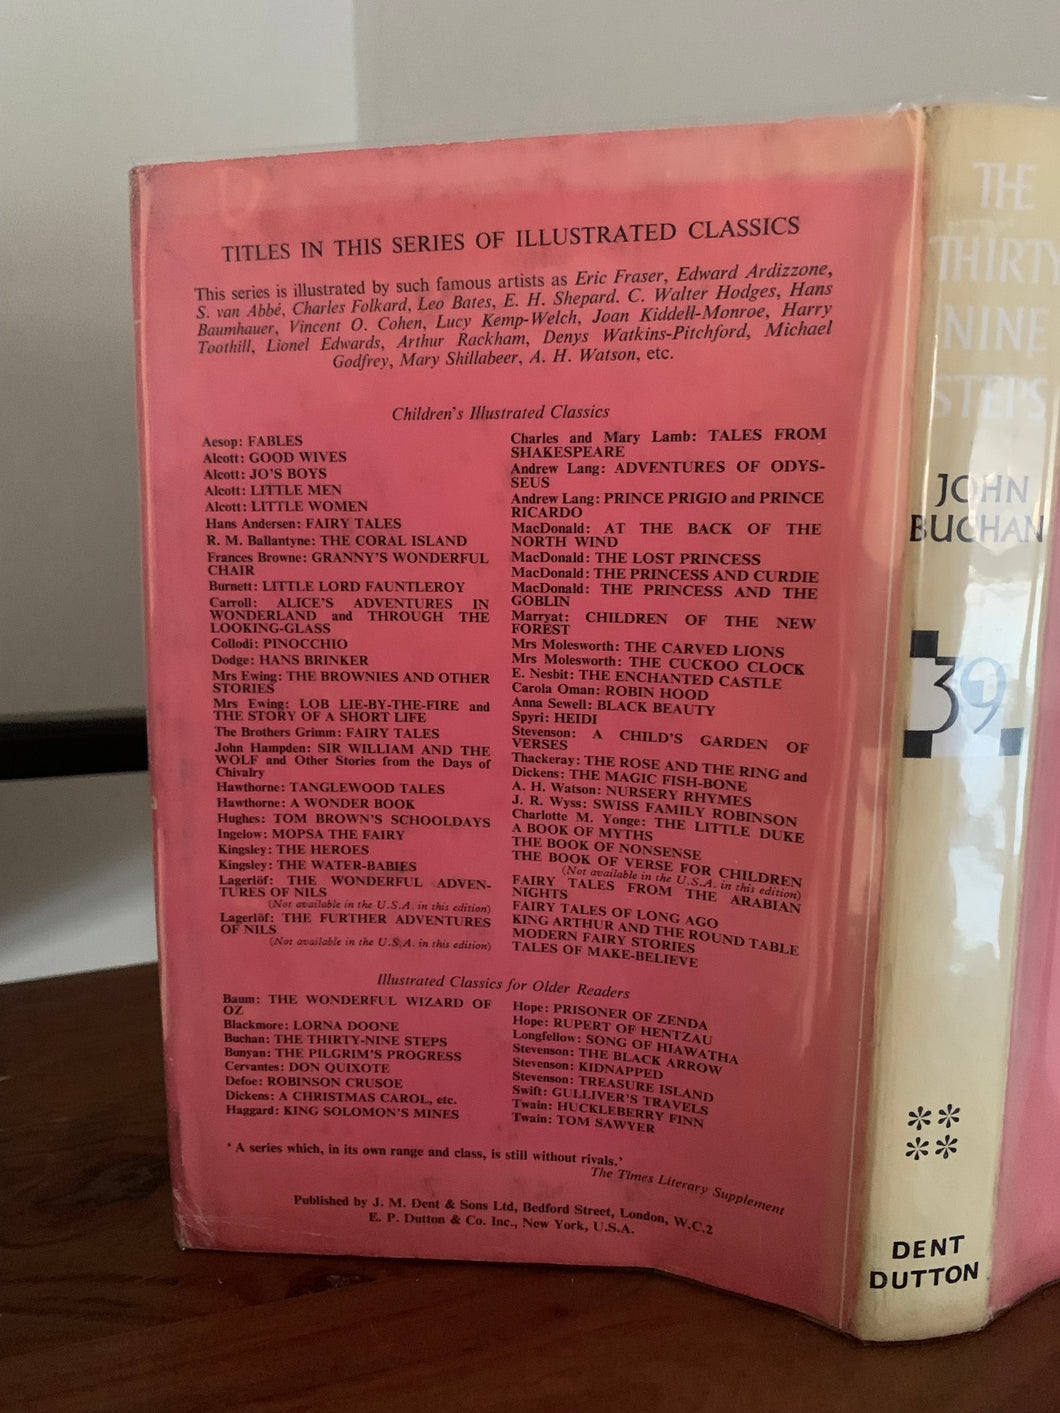 TITLES IN THIS SERIES OF ILLUSTRATED CLASSICS
This series is illustrated by such famous artists as Eric Fraser, Edward Ardizzone,
S. van Abbé, Charles Folkard, Leo Bates, E. H. Shepard. C. Walter Hodges, Hans
Baumhauer, Vincent O. Cohen, Lucy Kemp-Welch, Joan Kiddell-Monroe, Harry
Toothill, Lionel Edwards, Arthur Rackham, Denys Watkins-Pitchford, Michael
Godfrey, Mary Shillabeer, A. H. Watson, etc.
Children's Illustrated Classics
Aesop: FABLES
Alcott: GOOD WIVES
Alcott: JO'S BOYS
Alcott: LITTLE MEN
Alcott: LITTLE WOMEN
Hans Andersen: FAIRY TALES
R. M. Ballantyne: THE CORAL ISLAND
Frances Browne: GRANNY'S WONDERFUL
CHAIR
Burnett: LITTLE LORD FAUNTLEROY
Carroll: ALICE'S ADVENTURES IN
WONDERLAND and THROUGH THE
LOOKING-GLASS
Collodi: PINOCCHIO
Dodge: HANS BRINKER
Mrs Ewing: THE BROWNIES AND OTHER
STORIES
Mrs Ewing: LOB LIE-BY-THE-FIRE and
THE STORY OF A SHORT LIFE
The Brothers Grimm: FAIRY TALES
John Hampden: SIR WILLIAM AND THE
WOLF and Other Stories from the Days of
Chivalry
Hawthorne: TANGLEWOOD TALES
Hawthorne: A WONDER BOOK
Hughes: TOM BROWN'S SCHOOLDAYS
Ingelow: MOPSA THE FAIRY
Kingsley: THE HEROES
Kingsley: THE WATER-BABIES
Lagerlöf: THE WONDERFUL ADVEN-
TURES OF NILS
(Not available in the U.S.A. in this edition)
Lagerlöf: THE FURTHER ADVENTURES
OF NILS
(Not available in the U.S.A. in this edition)
Charles and Mary Lamb: TALES FROM
SHAKESPEARE
Andrew Lang: ADVENTURES OF ODYS-
SEUS
Andrew Lang: PRINCE PRIGIO and PRINCE
RICARDO
MacDonald: AT THE BACK OF THE
NORTH WIND
MacDonald: THE LOST PRINCESS
MacDonald: THE PRINCESS AND CURDIE
MacDonald: THE PRINCESS AND THE
GOBLIN
Marryat: CHILDREN OF THE NEW
FOREST
Mrs Molesworth: THE CARVED LIONS
Mrs Molesworth: THE CUCKOO CLOCK
E. Nesbit: THE ENCHANTED CASTLE
Carola Oman: ROBIN HOOD
Anna Sewell: BLACK BEAUTY
Spyri: HEIDI
Stevenson: A CHILD'S GARDEN OF
VERSES
Thackeray: THE ROSE AND THE RING and
Dickens: THE MAGIC FISH-BONE
A. H. Watson: NURSERY RHYMES
J. R. Wyss: SWISS FAMILY ROBINSON
Charlotte M. Yonge: THE LITTLE DUKE
A BOOK OF MYTHS
THE BOOK OF NONSENSE
THE BOOK OF VERSE FOR CHILDREN
(Not available in the U.S.A. in this edition)
FAIRY TALES FROM THE ARABIAN
NIGHTS
FAIRY TALES OF LONG AGO
KING ARTHUR AND THE ROUND TABLE
MODERN FAIRY STORIES
TALES OF MAKE-BELIEVE
Illustrated Classics for Older Readers
Baum: THE WONDERFUL WIZARD OF
OZ
Blackmore: LORNA DOONE
Buchan: THE THIRTY-NINE STEPS
Bunyan: THE PILGRIM'S PROGRESS
Cervantes: DON QUIXOTE
Defoe: ROBINSON CRUSOE
Dickens: A CHRISTMAS CAROL, etc.
Haggard: KING SOLOMON'S MINES
Hope: PRISONER OF ZENDA
Hope: RUPERT OF HENTZAU
Longfellow: SONG OF HIAWATHA
Stevenson: THE BLACK ARROW
Stevenson: KIDNAPPED
Stevenson: TREASURE ISLAND
Swift: GULLIVER'S TRAVELS
Twain: HUCKLEBERRY FINN
Twain: TOM SAWYER
'A series which, in its own range and class, is still without rivals.'
The Times Literary Supplement
Published by J. M. Dent & Sons Ltd, Bedford Street, London, W.C.2
E. P. Dutton & Co. Inc., New York, U.S.A.
THE
THIRTY
NINE
STEPS
JOHN
BUCHAN
39
DENT
DUTTON